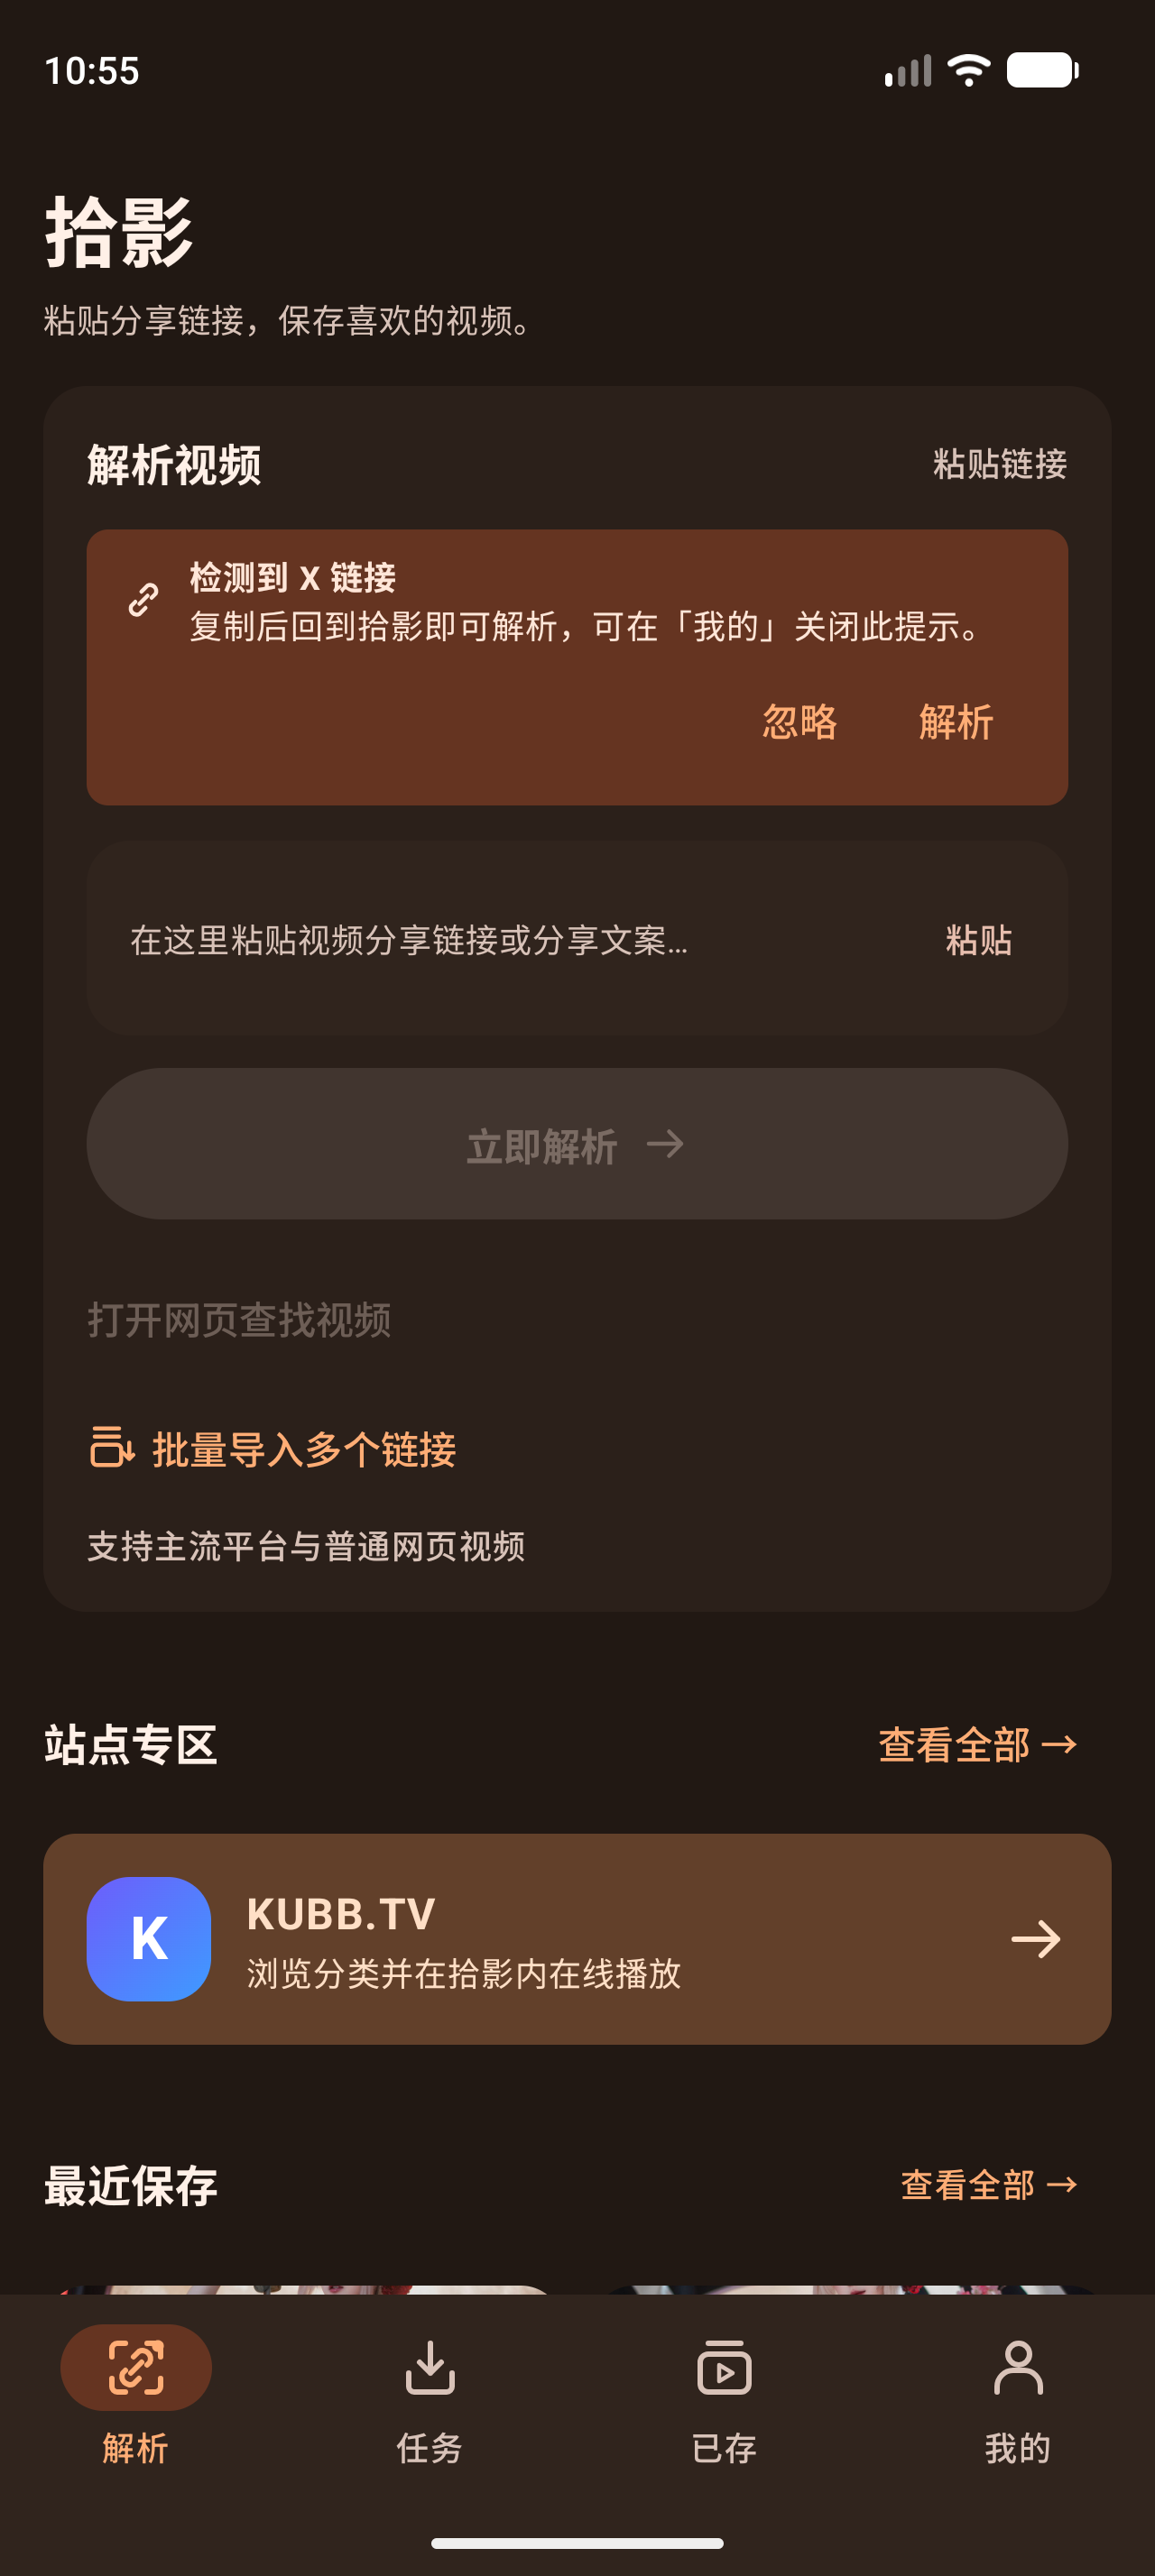 10:55
拾影
粘贴分享链接，保存喜欢的视频。
解析视频
粘贴链接
检测到 X 链接
复制后回到拾影即可解析，可在「我的」关闭此提示。
忽略
解析
在这里粘贴视频分享链接或分享文案...
粘贴
立即解析 →
打开网页查找视频
批量导入多个链接
支持主流平台与普通网页视频
站点专区
查看全部 →
K
KUBB.TV
浏览分类并在拾影内在线播放
最近保存
查看全部 →
解析
任务
已存
我的